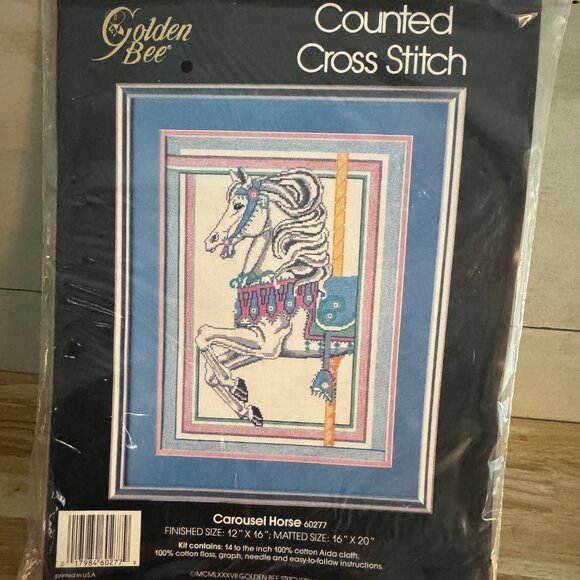 Golden
Bee®
Counted
Cross Stitch
Carousel Horse 60277
FINISHED SIZE: 12" X 16"; MATTED SIZE: 16" X 20"
Kit contains: 14 to the inch 100% cotton Aida cloth,
100% cotton floss, graph, needle and easy-to-follow instructions.
0 17984 60277 9
Printed in U.S.A.
©MCMLXXXVII GOLDEN BEE